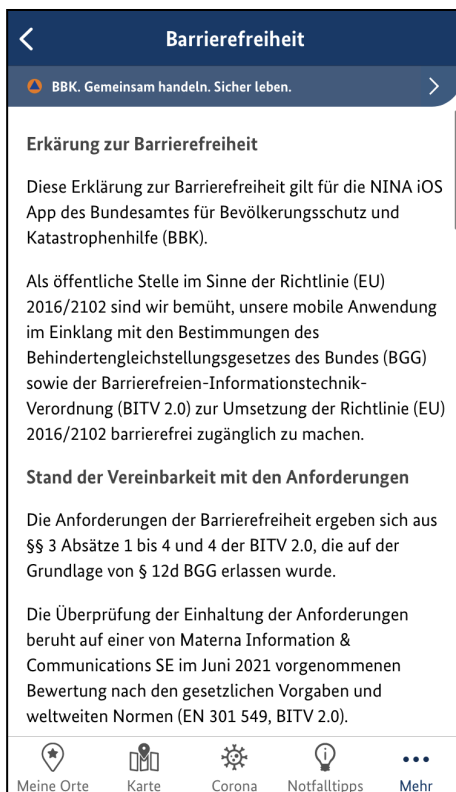 Barrierefreiheit
BBK. Gemeinsam handeln. Sicher leben.
Erkärung zur Barrierefreiheit
Diese Erklärung zur Barrierefreiheit gilt für die NINA iOS
App des Bundesamtes für Bevölkerungsschutz und
Katastrophenhilfe (BBK).
Als öffentliche Stelle im Sinne der Richtlinie (EU)
2016/2102 sind wir bemüht, unsere mobile Anwendung
im Einklang mit den Bestimmungen des
Behindertengleichstellungsgesetzes des Bundes (BGG)
sowie der Barrierefreien-Informationstechnik-
Verordnung (BITV 2.0) zur Umsetzung der Richtlinie (EU)
2016/2102 barrierefrei zugänglich zu machen.
Stand der Vereinbarkeit mit den Anforderungen
Die Anforderungen der Barrierefreiheit ergeben sich aus
§§ 3 Absätze 1 bis 4 und 4 der BITV 2.0, die auf der
Grundlage von § 12d BGG erlassen wurde.
Die Überprüfung der Einhaltung der Anforderungen
beruht auf einer von Materna Information &
Communications SE im Juni 2021 vorgenommenen
Bewertung nach den gesetzlichen Vorgaben und
weltweiten Normen (EN 301 549, BITV 2.0).
Meine Orte Karte Corona Notfalltipps Mehr